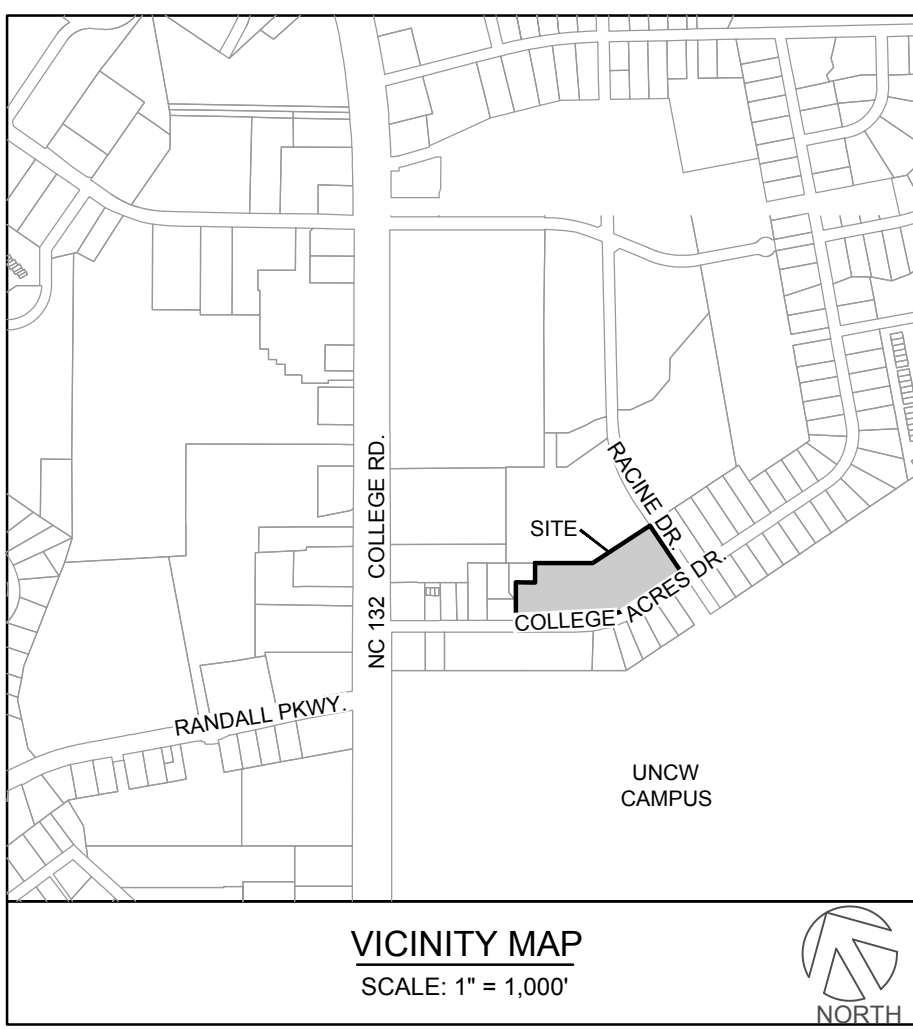 NC 132  COLLEGE RD.
RACINE DR.
SITE
COLLEGE ACRES DR.
RANDALL PKWY.
UNCW
CAMPUS
VICINITY MAP
SCALE: 1" = 1,000'
NORTH